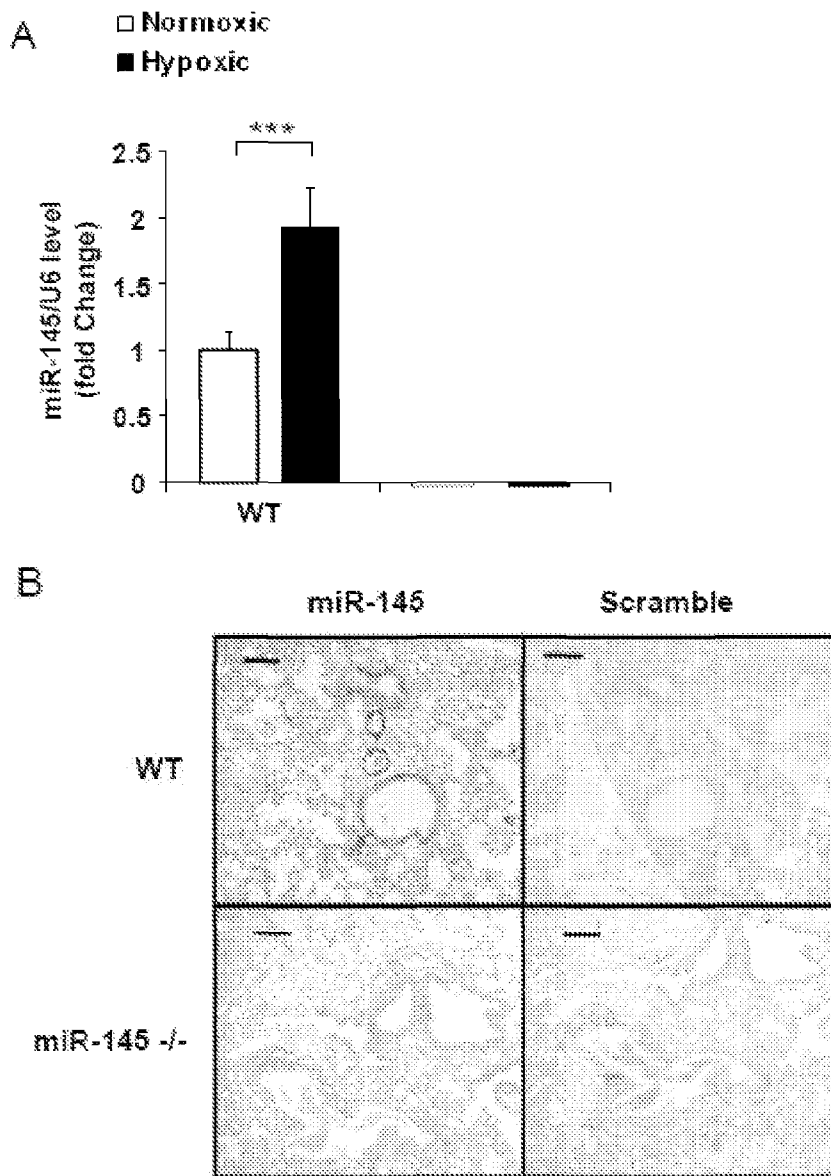 A
Normoxic
Hypoxic
***
2.5
2
1.5
1
0.5
0
miR-145/U6 level
(fold Change)
WT
B
miR-145
Scramble
WT
miR-145 -/-